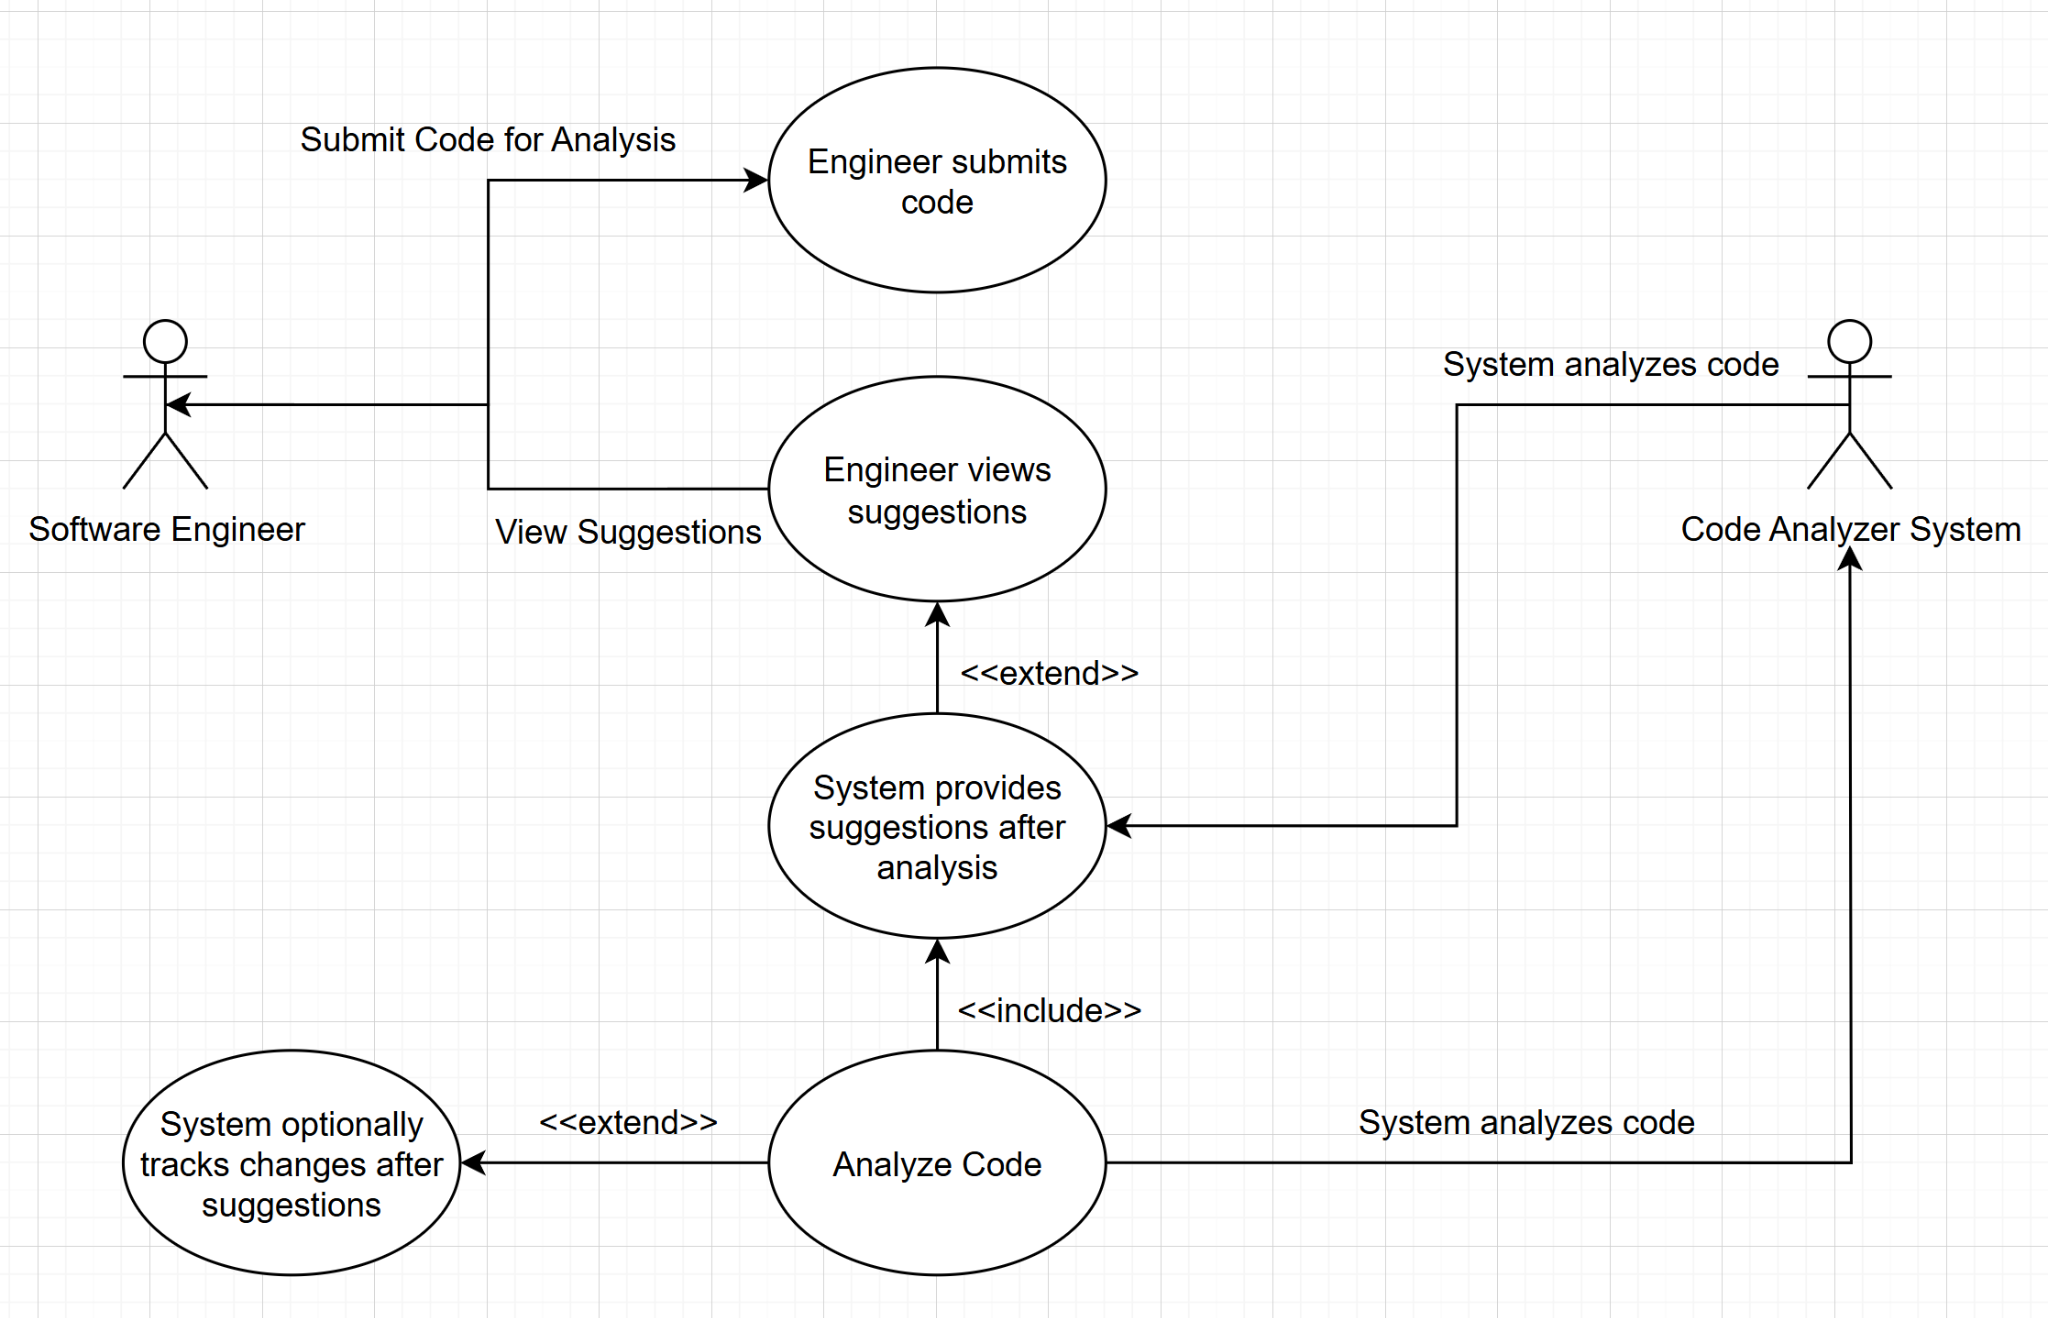 Submit Code for Analysis
Engineer submits
code
System analyzes code
Engineer views
suggestions
Software Engineer
View Suggestions
Code Analyzer System
<<extend>>
System provides
suggestions after
analysis
<<include>>
System optionally
tracks changes after
suggestions
<<extend>>
Analyze Code
System analyzes code